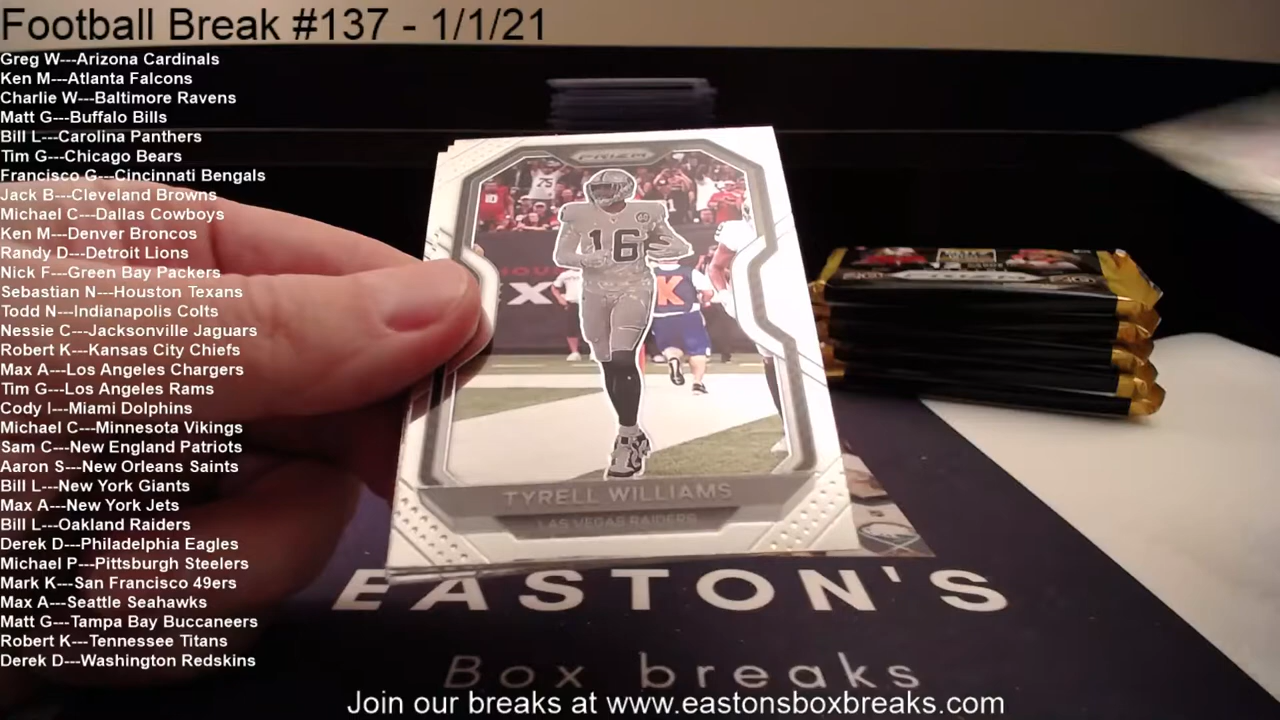 Football Break #137 - 1/1/21
Greg W---Arizona Cardinals
Ken M---Atlanta Falcons
Charlie W---Baltimore Ravens
Matt G---Buffalo Bills
Bill L---Carolina Panthers
Tim G---Chicago Bears
Francisco G---Cincinnati Bengals
Jack B---Cleveland Browns
Michael C---Dallas Cowboys
Ken M---Denver Broncos
Randy D---Detroit Lions
Nick F---Green Bay Packers
Sebastian N---Houston Texans
Todd N---Indianapolis Colts
Nessie C---Jacksonville Jaguars
Robert K---Kansas City Chiefs
Max A---Los Angeles Chargers
Tim G---Los Angeles Rams
Cody I---Miami Dolphins
Michael C---Minnesota Vikings
Sam C---New England Patriots
Aaron S---New Orleans Saints
Bill L---New York Giants
Max A---New York Jets
Bill L---Oakland Raiders
Derek D---Philadelphia Eagles
Michael P---Pittsburgh Steelers
Mark K---San Francisco 49ers
Max A---Seattle Seahawks
Matt G---Tampa Bay Buccaneers
Robert K---Tennessee Titans
Derek D---Washington Redskins
PRIZM
75
16
X
K
TYRELL WILLIAMS
LAS VEGAS RAIDERS
EASTON'S
Box breaks
Join our breaks at www.eastonsboxbreaks.com